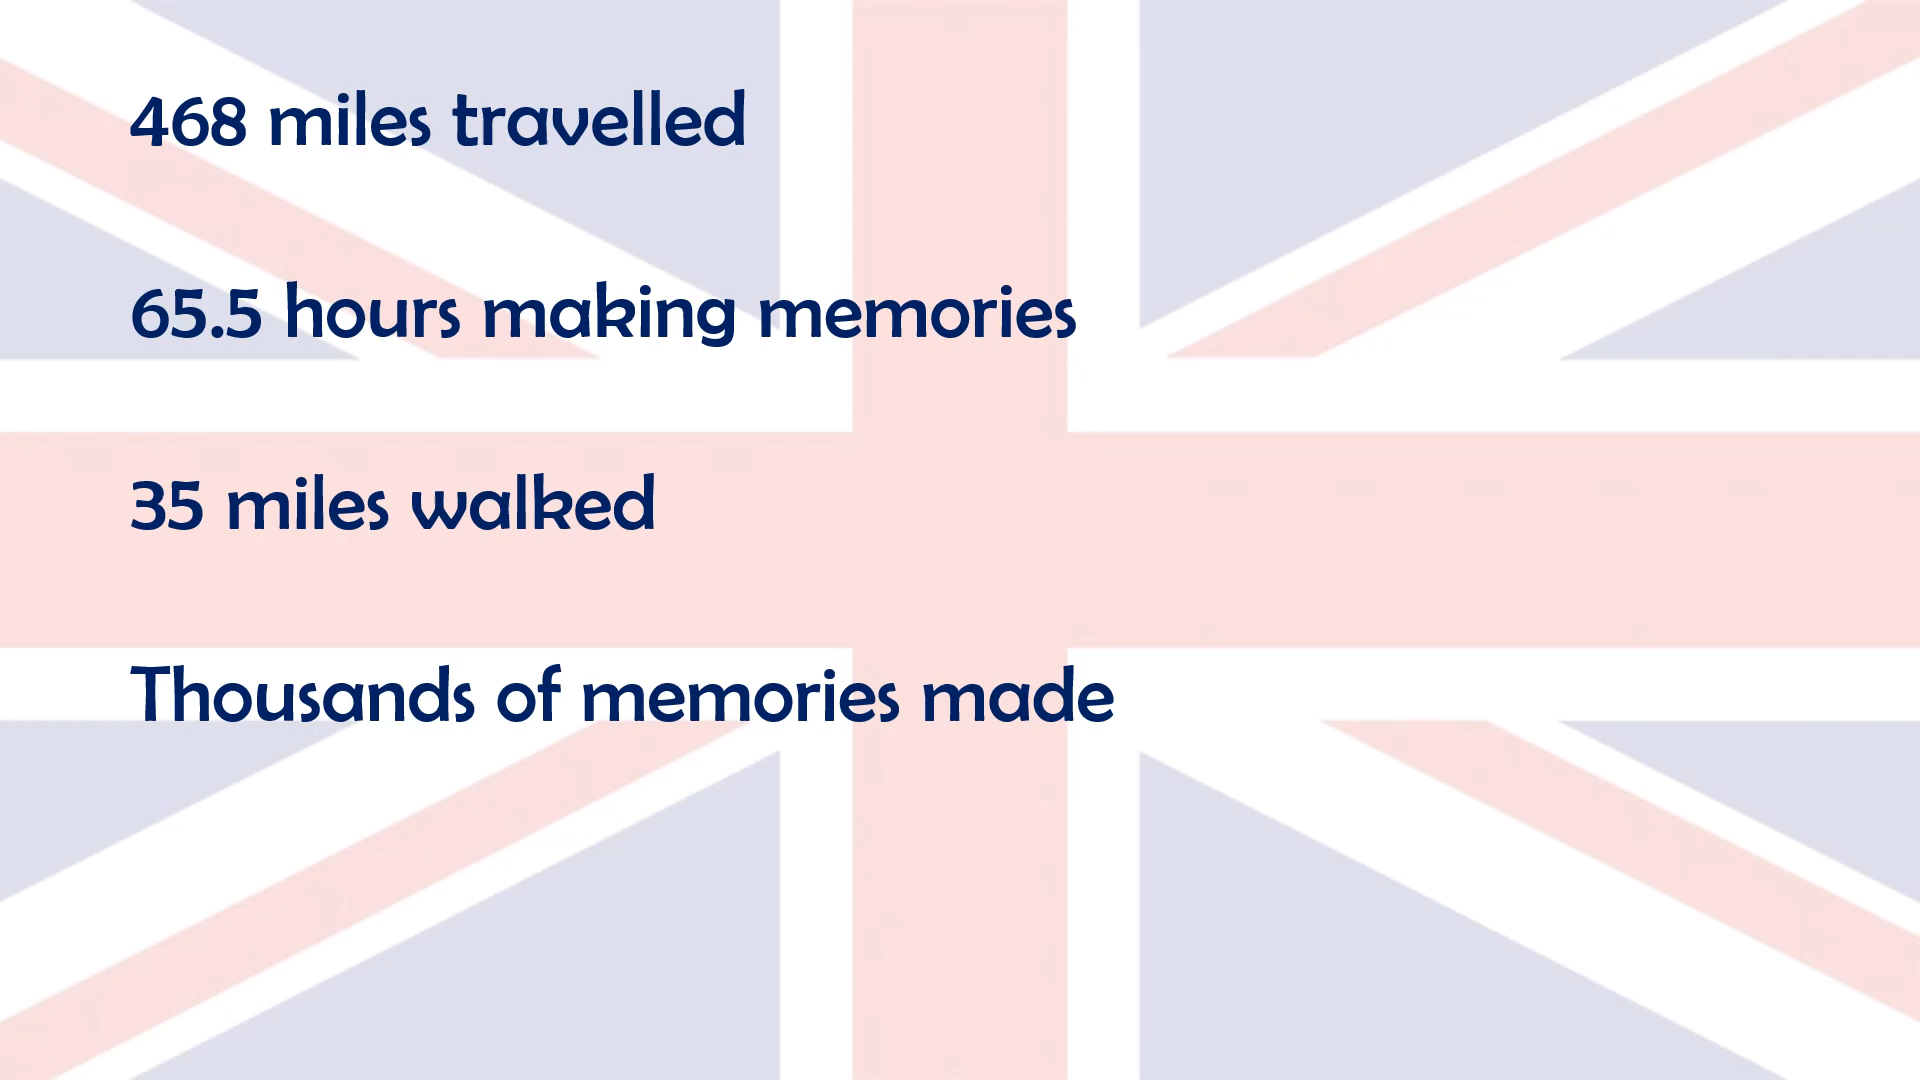 468 miles travelled
65.5 hours making memories
35 miles walked
Thousands of memories made